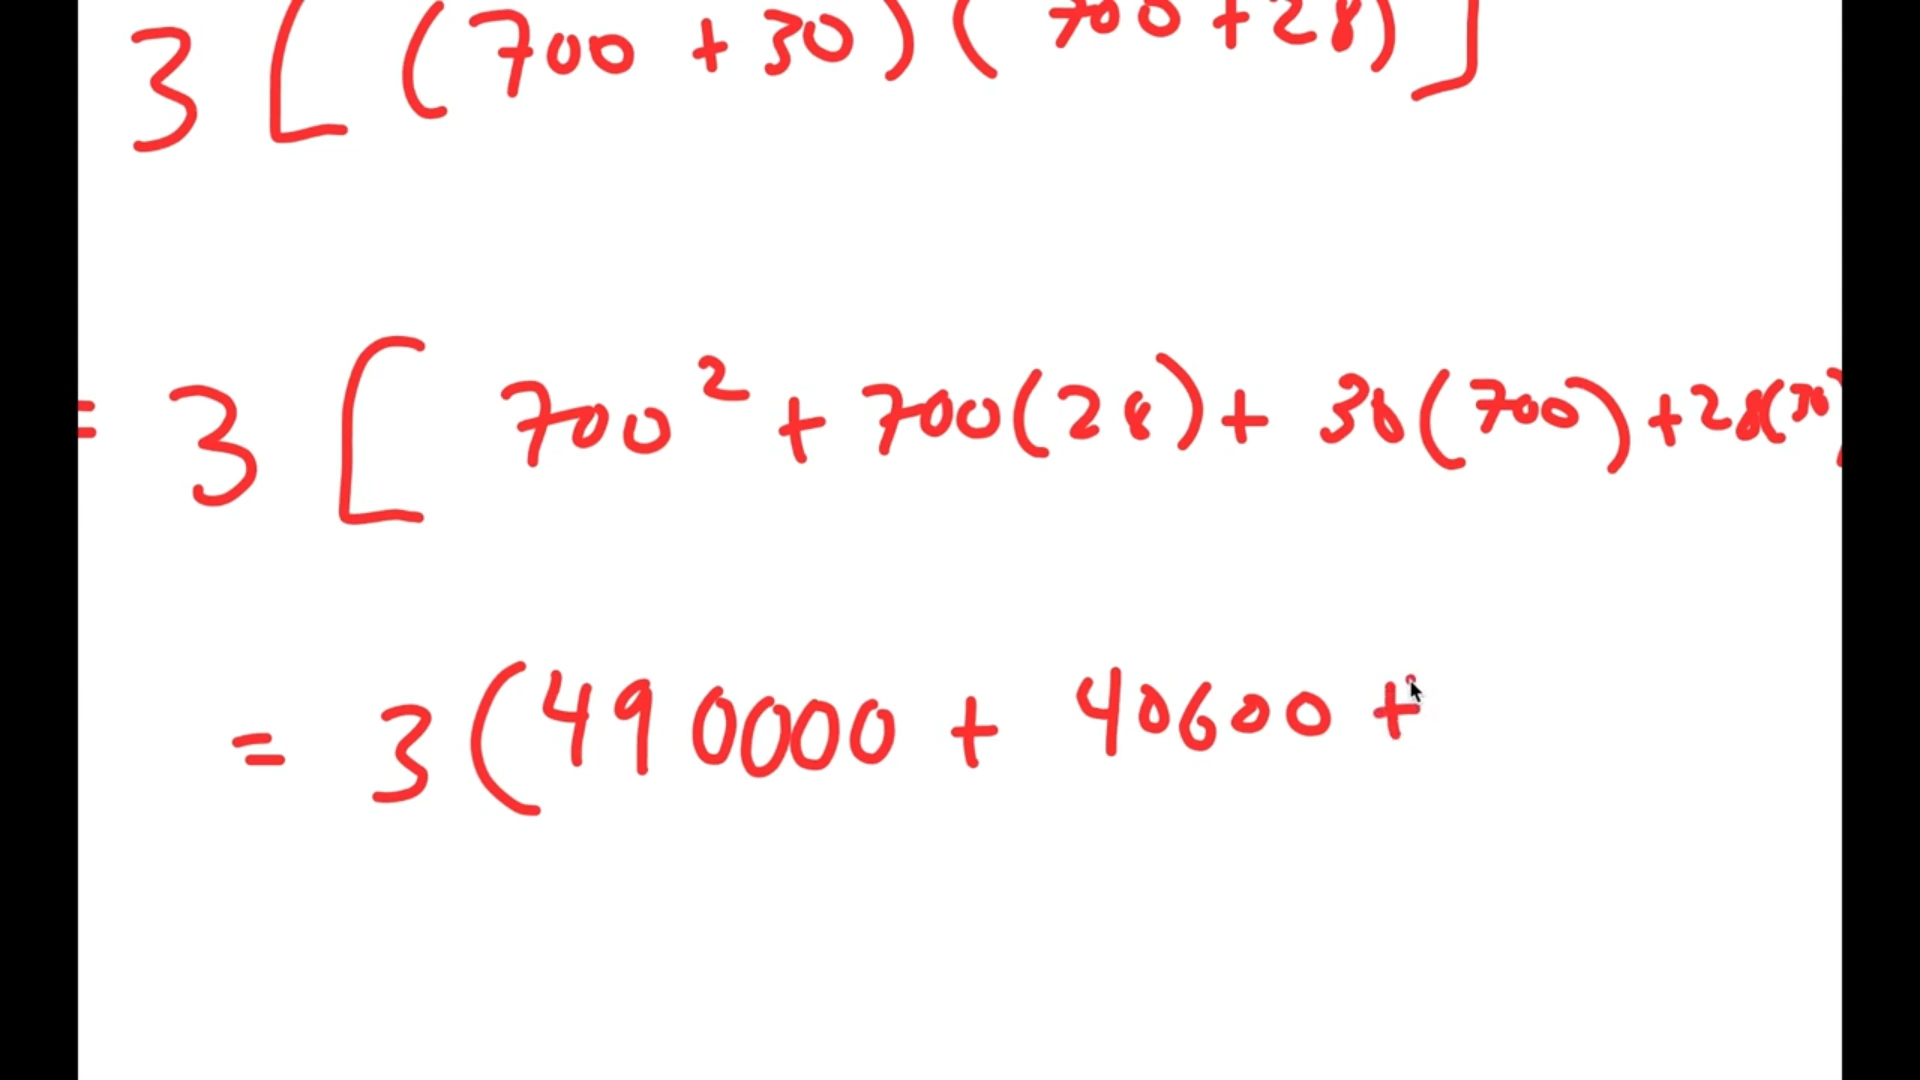 3 [ (700 + 30) (700 + 28) ]
= 3 [ 700² + 700(28) + 30(700) + 28(30)
= 3 (490000 + 40600 +